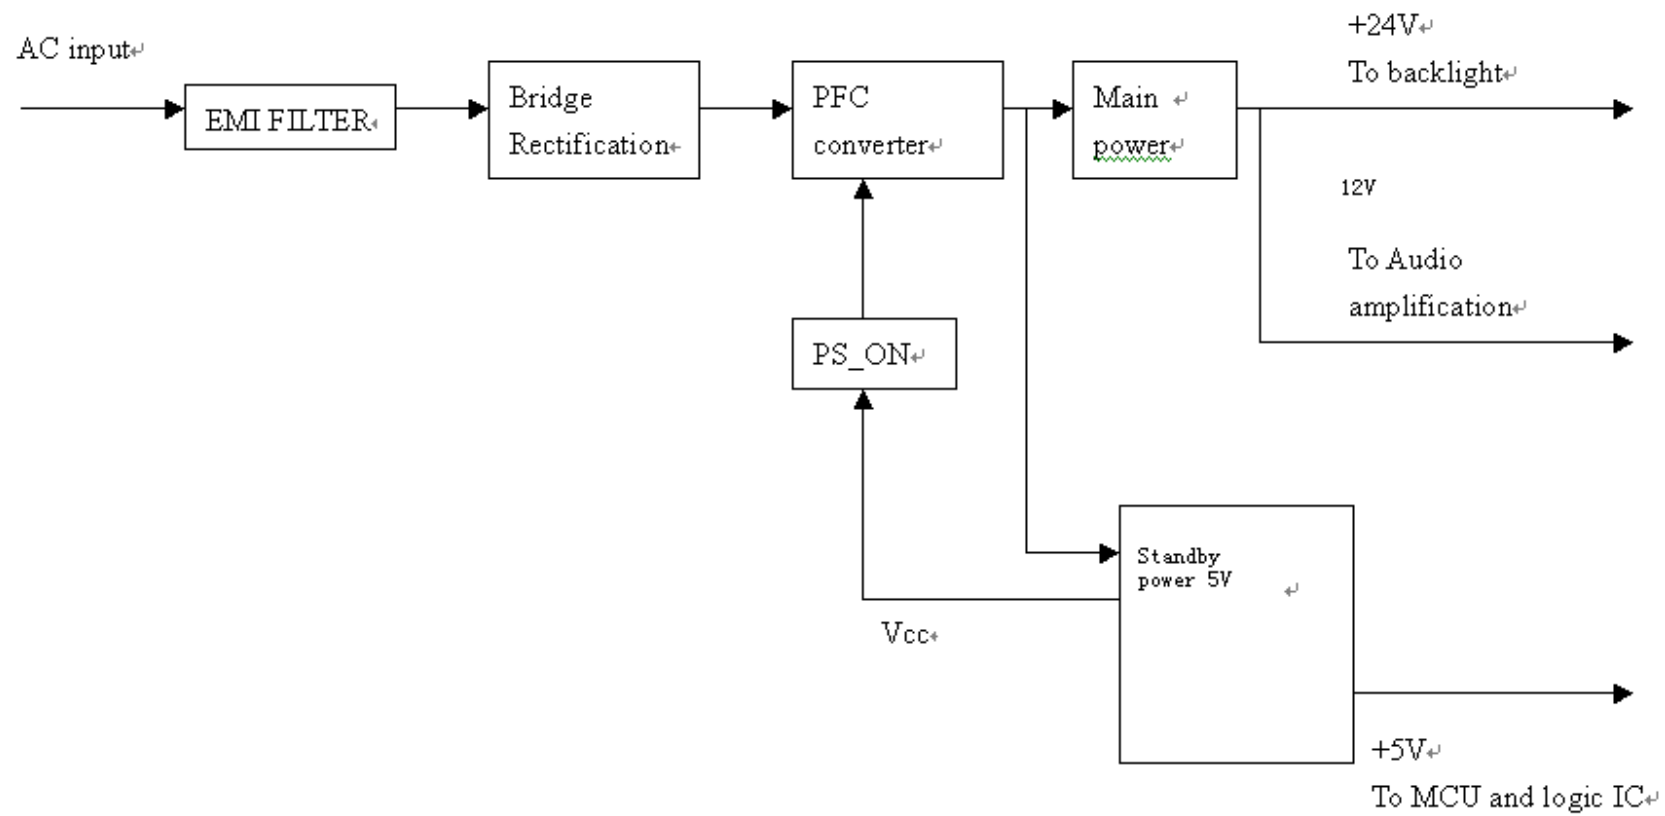 AC input
EMI FILTER
Bridge
Rectification
PFC
converter
Main
power
+24V
To backlight
12V
To Audio
amplification
PS_ON
Standby
power 5V
Vcc
+5V
To MCU and logic IC